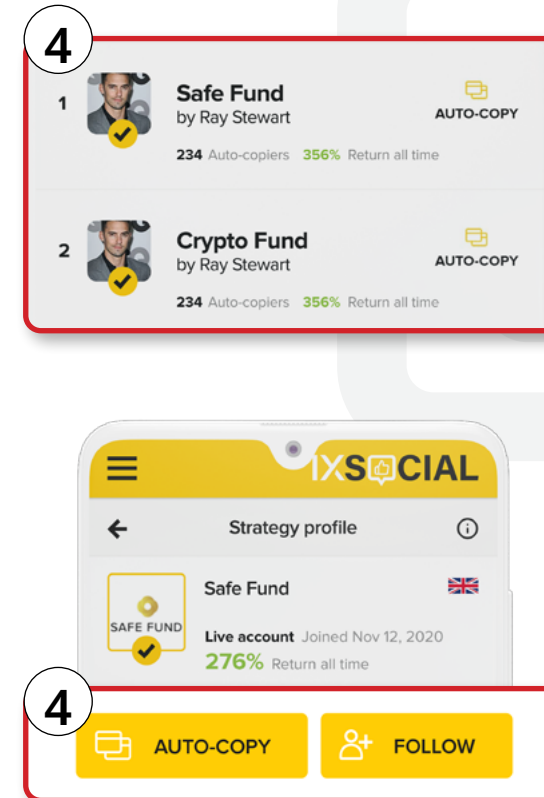 4
1
Safe Fund
by Ray Stewart
AUTO-COPY
234 Auto-copiers 356% Return all time
2
Crypto Fund
by Ray Stewart
AUTO-COPY
234 Auto-copiers 356% Return all time
IXSOCIAL
Strategy profile
Safe Fund
SAFE FUND
Live account Joined Nov 12, 2020
276% Return all time
4
AUTO-COPY
FOLLOW